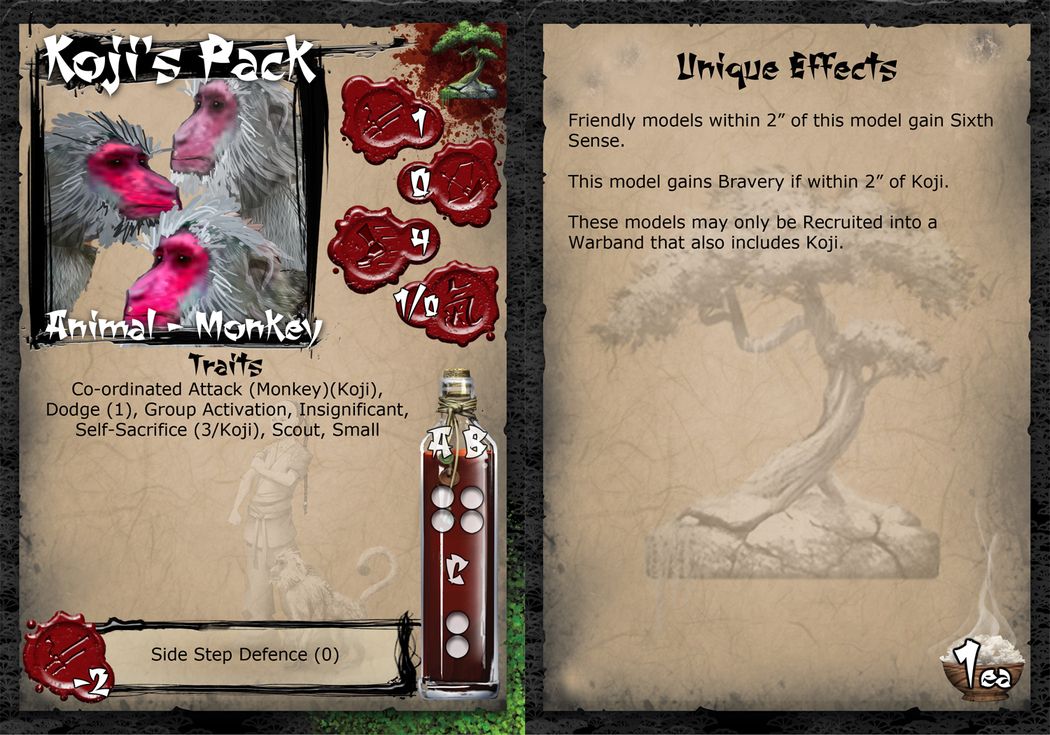 Koji's Pack
1
0
4
1/0
氣
Animal - Monkey
Traits
Co-ordinated Attack (Monkey)(Koji),
Dodge (1), Group Activation, Insignificant,
Self-Sacrifice (3/Koji), Scout, Small
A B
C
Side Step Defence (0)
-2
Unique Effects
Friendly models within 2” of this model gain Sixth
Sense.
This model gains Bravery if within 2” of Koji.
These models may only be Recruited into a
Warband that also includes Koji.
1ea